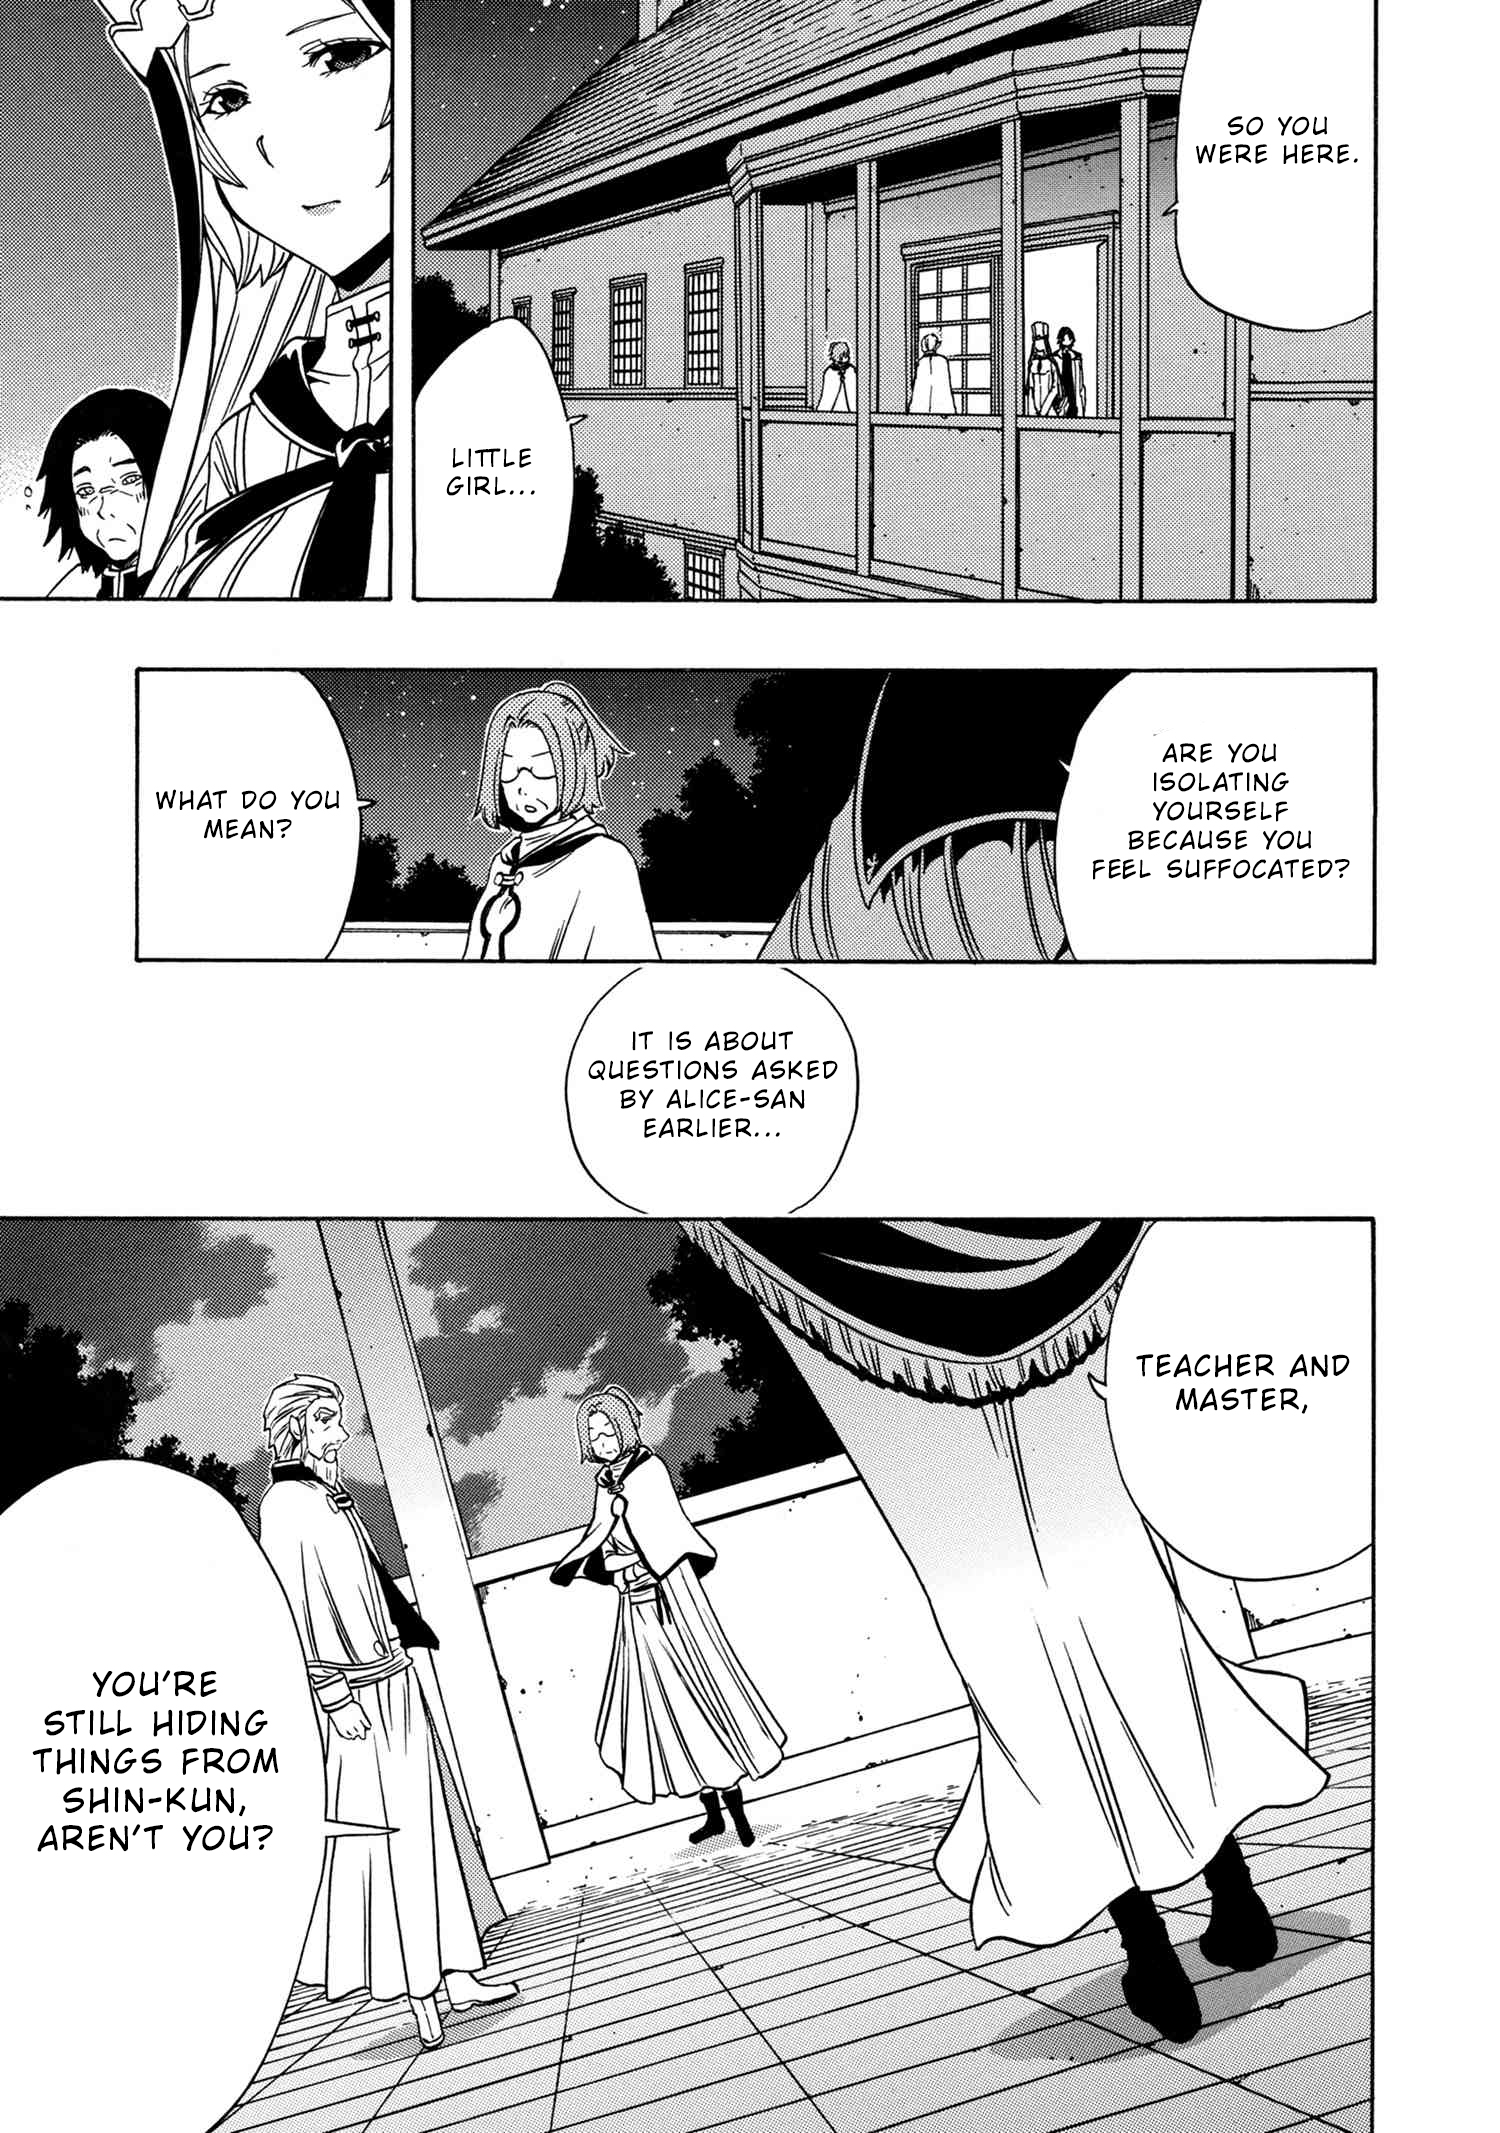 SO YOU
WERE HERE.
LITTLE
GIRL...
ARE YOU
ISOLATING
YOURSELF
BECAUSE YOU
FEEL SUFFOCATED?
WHAT DO YOU
MEAN?
IT IS ABOUT
QUESTIONS ASKED
BY ALICE-SAN
EARLIER...
TEACHER AND
MASTER,
YOU'RE
STILL HIDING
THINGS FROM
SHIN-KUN,
AREN'T YOU?